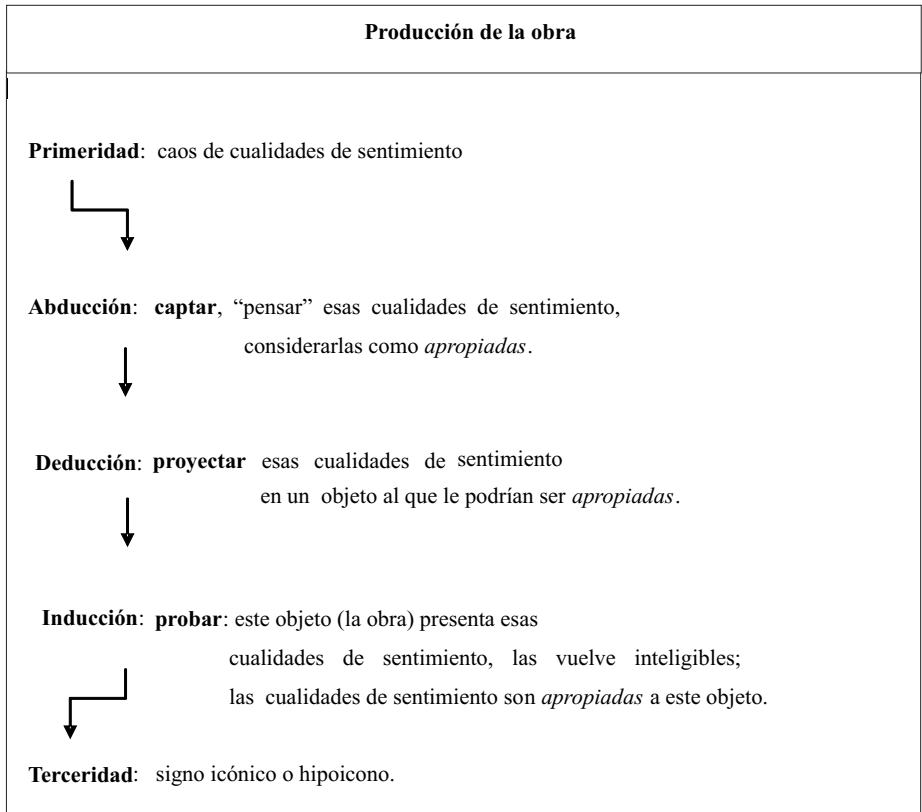 Producción de la obra
Primeridad: caos de cualidades de sentimiento
Abducción: captar, “pensar” esas cualidades de sentimiento,
considerarlas como apropiadas.
Deducción: proyectar esas cualidades de sentimiento
en un objeto al que le podrían ser apropiadas.
Inducción: probar: este objeto (la obra) presenta esas
cualidades de sentimiento, las vuelve inteligibles;
las cualidades de sentimiento son apropiadas a este objeto.
Terceridad: signo icónico o hipoicono.